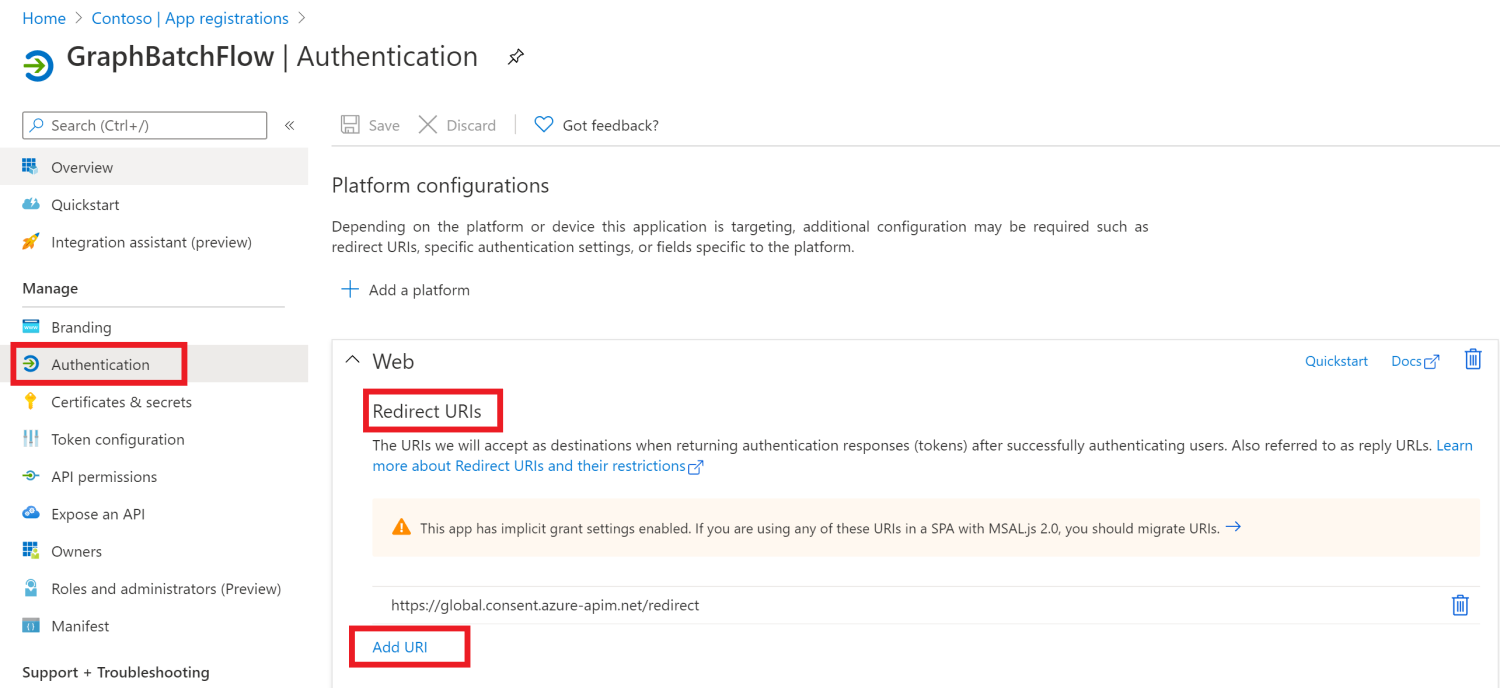 Home > Contoso | App registrations >
GraphBatchFlow | Authentication
Search (Ctrl+/)
«
Overview
Quickstart
Integration assistant (preview)
Manage
Branding
Authentication
Certificates & secrets
Token configuration
API permissions
Expose an API
Owners
Roles and administrators (Preview)
Manifest
Support + Troubleshooting
Save Discard Got feedback?
Platform configurations
Depending on the platform or device this application is targeting, additional configuration may be required such as
redirect URIs, specific authentication settings, or fields specific to the platform.
Add a platform
Web
Quickstart Docs
Redirect URIs
The URIs we will accept as destinations when returning authentication responses (tokens) after successfully authenticating users. Also referred to as reply URLs. Learn
more about Redirect URIs and their restrictions
This app has implicit grant settings enabled. If you are using any of these URIs in a SPA with MSAL.js 2.0, you should migrate URIs. →
https://global.consent.azure-apim.net/redirect
Add URI